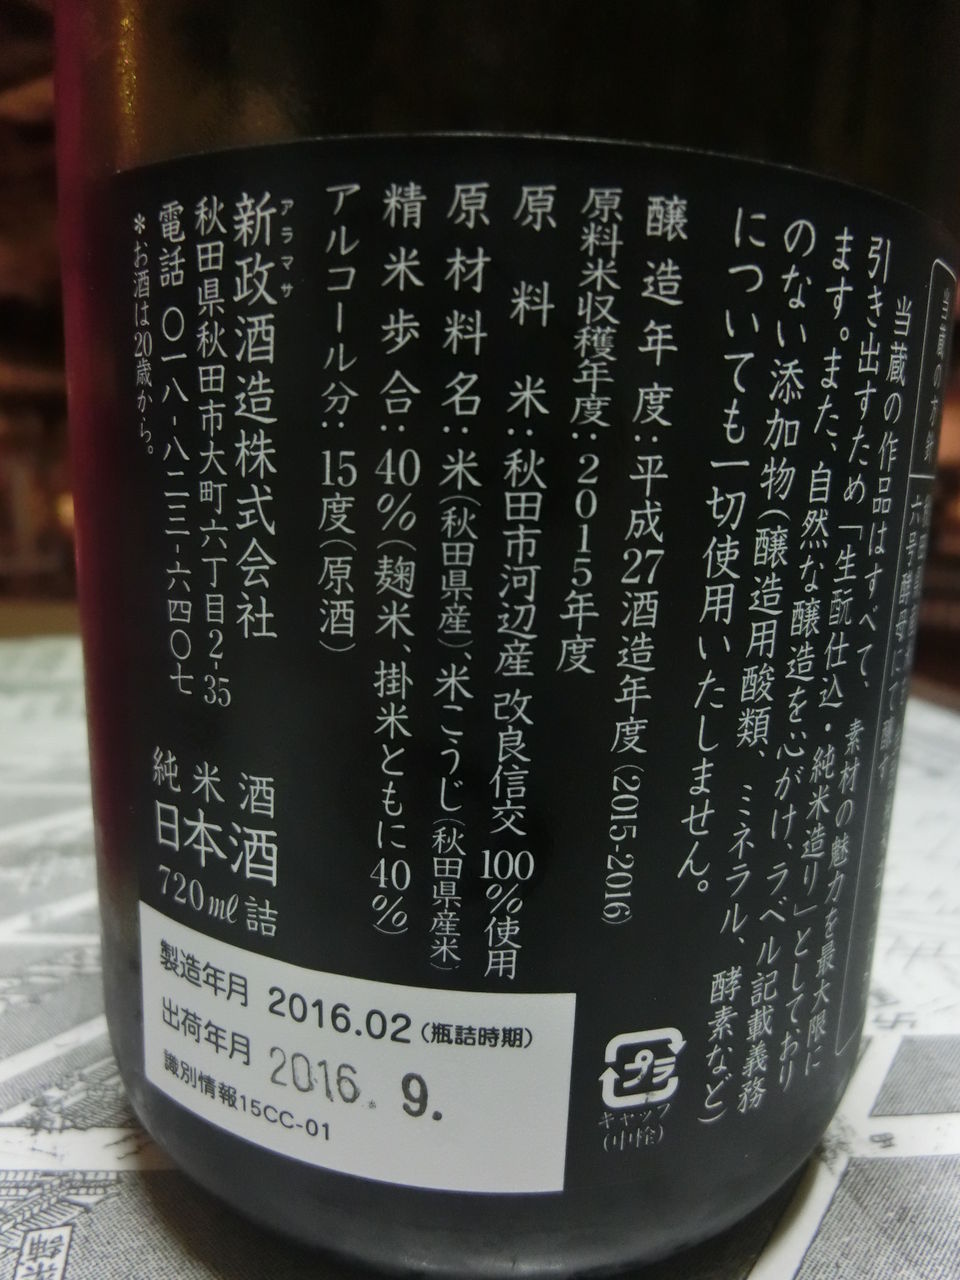 当蔵の方針
六号酵母にて醸す
当蔵の作品はすべて、素材の魅力を最大限に
引き出すため「生酛仕込・純米造り」としており
ます。また、自然な醸造を心がけ、ラベル記載義務
のない添加物(醸造用酸類、ミネラル、酵素など)
についても一切使用いたしません。
醸造年度:平成27酒造年度(2015-2016)
原料米収穫年度:2015年度
原料米:秋田市河辺産 改良信交 100%使用
原材料名:米(秋田県産)、米こうじ(秋田県産米)
精米歩合:40%(麹米、掛米ともに40%)
アルコール分:15度(原酒)
アラマサ
新政酒造株式会社
秋田県秋田市大町六丁目2-35
電話 〇一八-八二三-六四〇七
*お酒は20歳から。
純米酒
日本酒
720ml詰
製造年月 2016.02(瓶詰時期)
出荷年月 2016. 9.
識別情報15CC-01
プラ
キャップ
(中栓)
舗